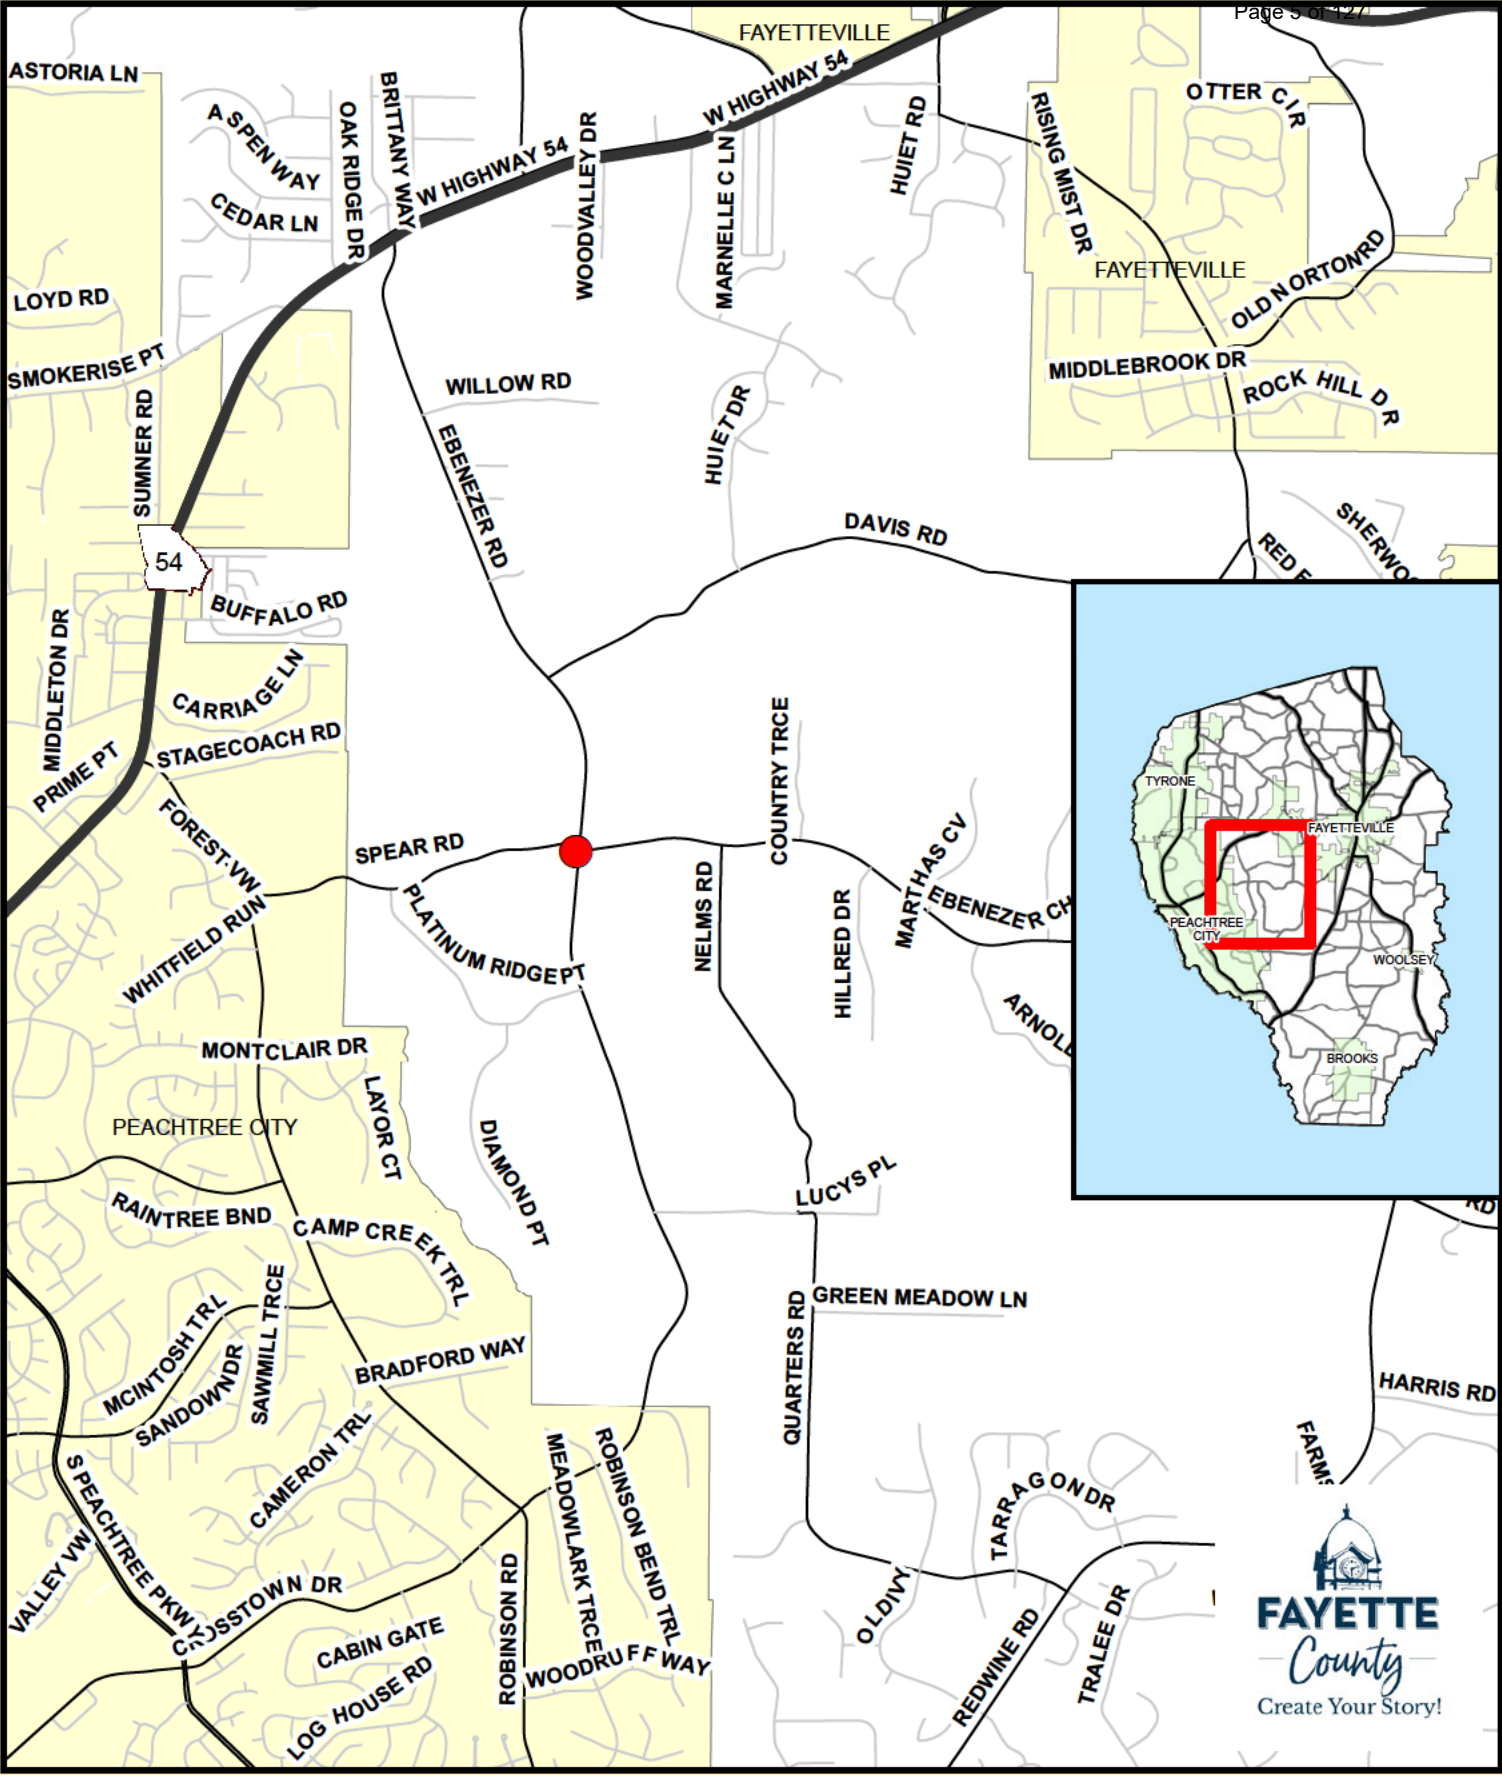 Page 5 of 127
FAYETTEVILLE
ASTORIA LN
W HIGHWAY 54
ASPEN WAY
OAK RIDGE DR
BRITTANY WAY
OTTER CIR
HUIET RD
RISING MIST DR
W HIGHWAY 54
WOODVALLEY DR
MARNELLE C LN
CEDAR LN
OLD NORTON RD
FAYETTEVILLE
LOYD RD
SMOKERISE PT
MIDDLEBROOK DR
ROCK HILL DR
WILLOW RD
SUMNER RD
HUIET DR
EBENEZER RD
DAVIS RD
54
BUFFALO RD
MIDDLETON DR
CARRIAGE LN
STAGECOACH RD
PRIME PT
COUNTRY TRCE
TYRONE
FOREST VW
SPEAR RD
MARTHAS CV
FAYETTEVILLE
PLATINUM RIDGE PT
NELMS RD
HILLRED DR
EBENEZER CH
WHITFIELD RUN
PEACHTREE
CITY
WOOLSEY
MONTCLAIR DR
LAYOR CT
BROOKS
PEACHTREE CITY
DIAMOND PT
LUCYS PL
RD
RAINTREE BND
CAMP CREEK TRL
SAWMILL TRCE
MCINTOSH TRL
GREEN MEADOW LN
QUARTERS RD
SANDOWN DR
BRADFORD WAY
HARRIS RD
CAMERON TRL
MEADOWLARK TRCE
ROBINSON BEND TRL
S PEACHTREE PKWY
TARRAGON DR
VALLEY VW
CROSSTOWN DR
ROBINSON RD
OLD IVY
REDWINE RD
TRALEE DR
CABIN GATE
WOODRUFF WAY
LOG HOUSE RD
FAYETTE
County
Create Your Story!